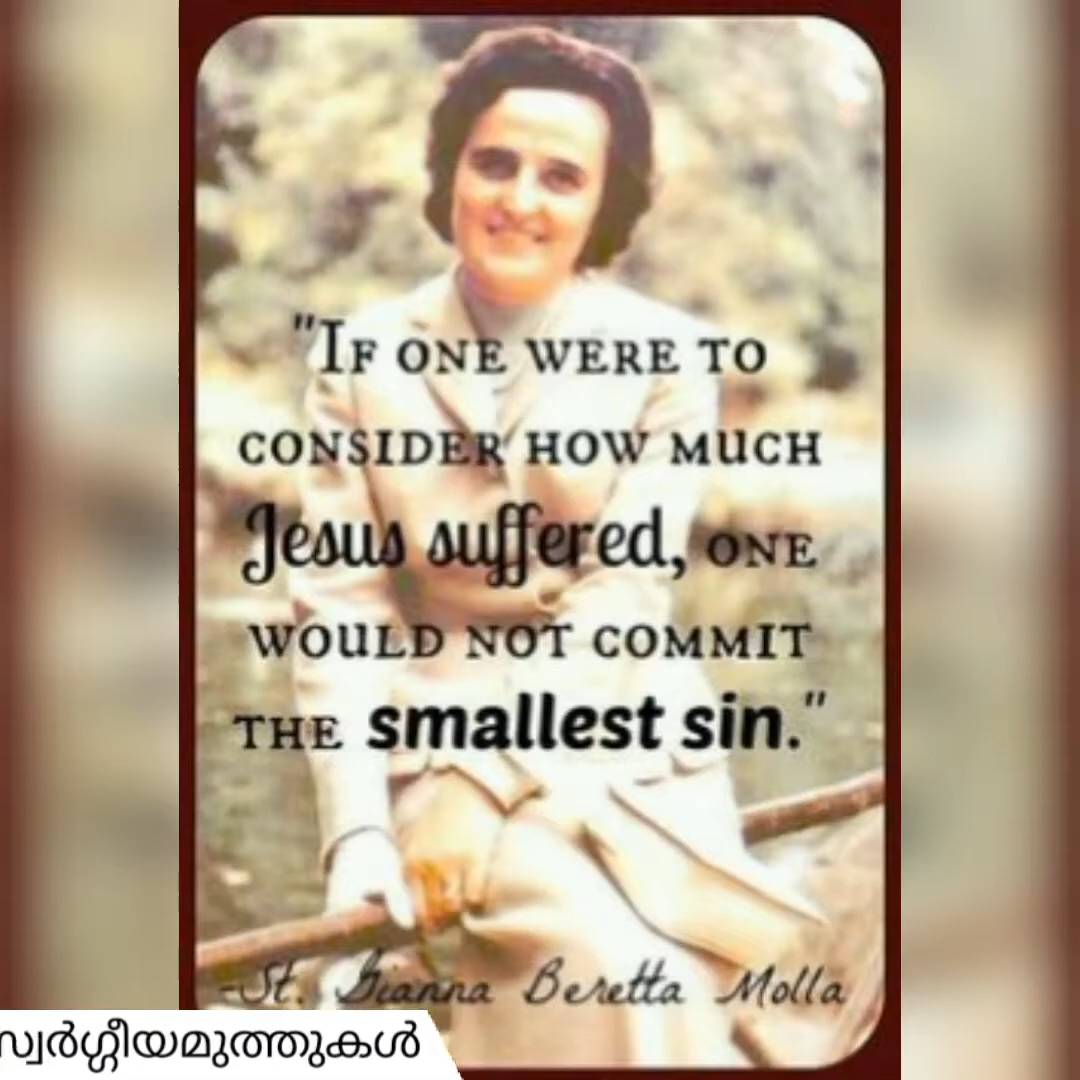 "If one were to
consider how much
Jesus suffered, one
would not commit
the smallest sin."
-St. Gianna Beretta Molla
സ്വർഗ്ഗീയമുത്തുകൾ